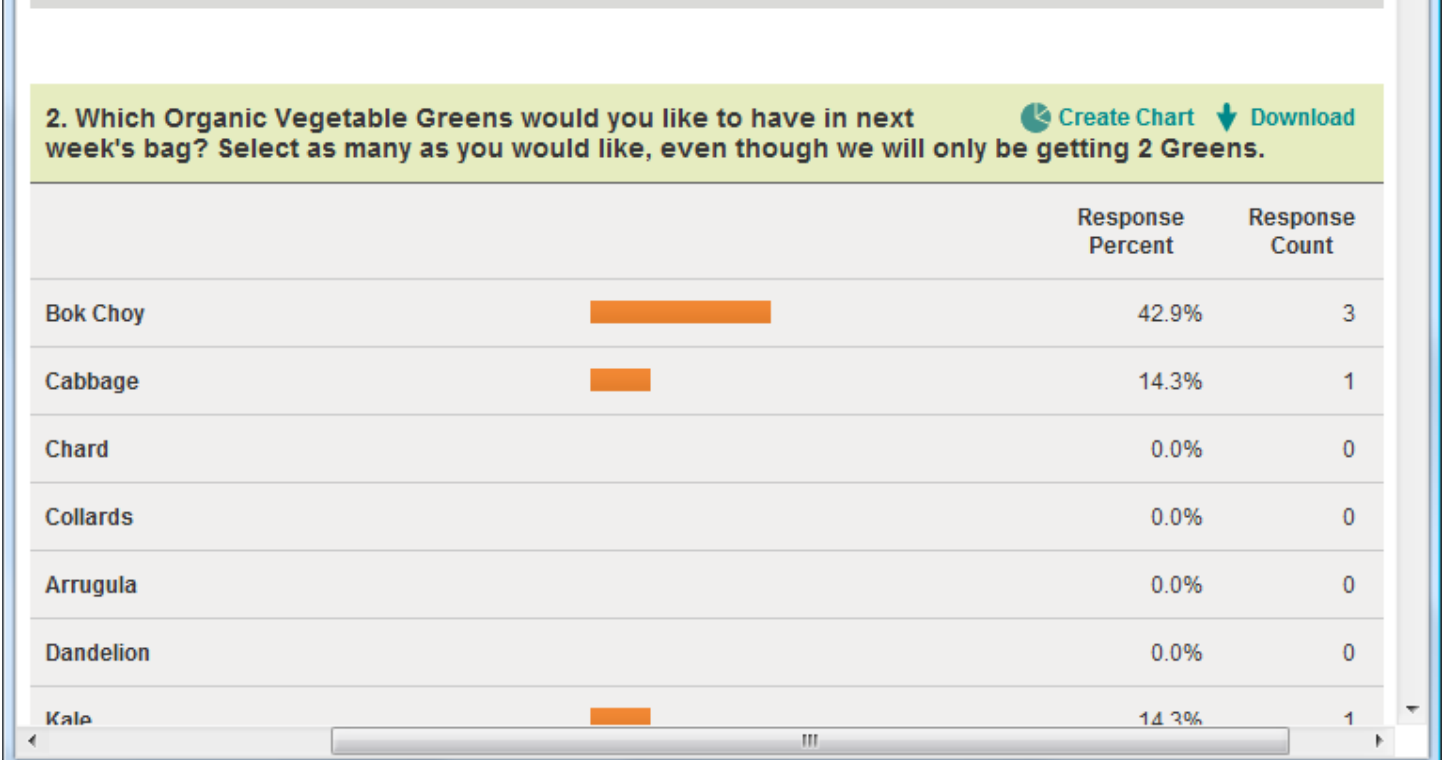 2. Which Organic Vegetable Greens would you like to have in next
Create Chart Download
week's bag? Select as many as you would like, even though we will only be getting 2 Greens.
Response Percent Response Count
Bok Choy 42.9% 3
Cabbage 14.3% 1
Chard 0.0% 0
Collards 0.0% 0
Arrugula 0.0% 0
Dandelion 0.0% 0
Kale 14.3% 1